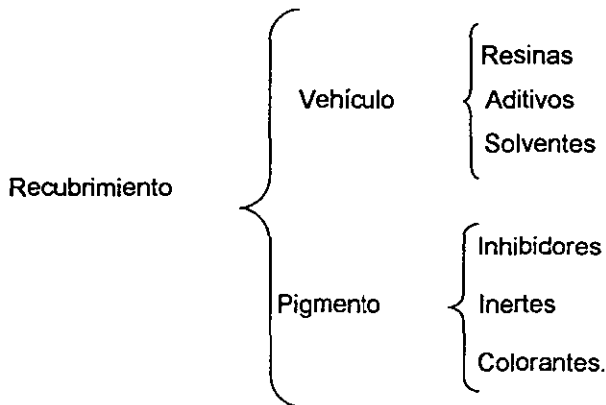 Recubrimiento
Vehículo
Resinas
Aditivos
Solventes
Pigmento
Inhibidores
Inertes
Colorantes.